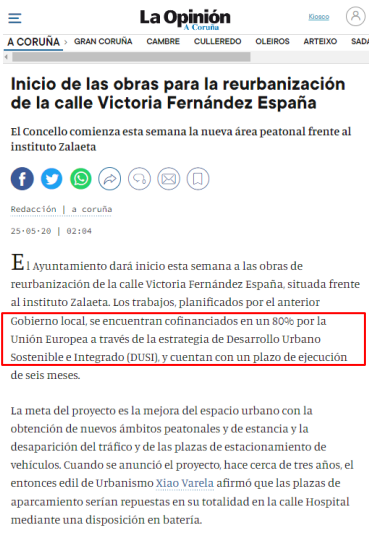 La Opinión
A Coruña
Kiosco
A CORUÑA > GRAN CORUÑA CAMBRE CULLEREDO OLEIROS ARTEIXO SADA
Inicio de las obras para la reurbanización
de la calle Victoria Fernández España
El Concello comienza esta semana la nueva área peatonal frente al
instituto Zalaeta
Redacción | a coruña
25·05·20 | 02:04
El Ayuntamiento dará inicio esta semana a las obras de
reurbanización de la calle Victoria Fernández España, situada frente
al instituto Zalaeta. Los trabajos, planificados por el anterior
Gobierno local, se encuentran cofinanciados en un 80% por la
Unión Europea a través de la estrategia de Desarrollo Urbano
Sostenible e Integrado (DUSI), y cuentan con un plazo de ejecución
de seis meses.
La meta del proyecto es la mejora del espacio urbano con la
obtención de nuevos ámbitos peatonales y de estancia y la
desaparición del tráfico y de las plazas de estacionamiento de
vehículos. Cuando se anunció el proyecto, hace cerca de tres años, el
entonces edil de Urbanismo Xiao Varela afirmó que las plazas de
aparcamiento serían repuestas en su totalidad en la calle Hospital
mediante una disposición en batería.